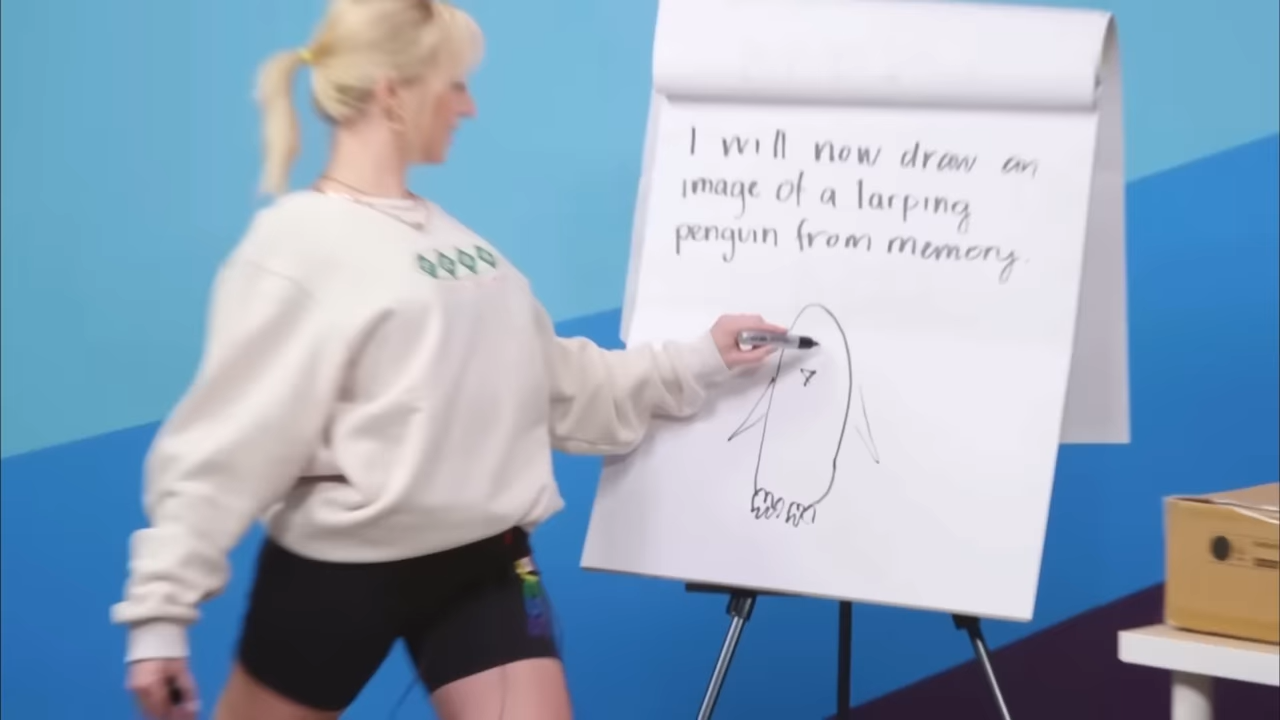 I will now draw an
image of a larping
penguin from memory.